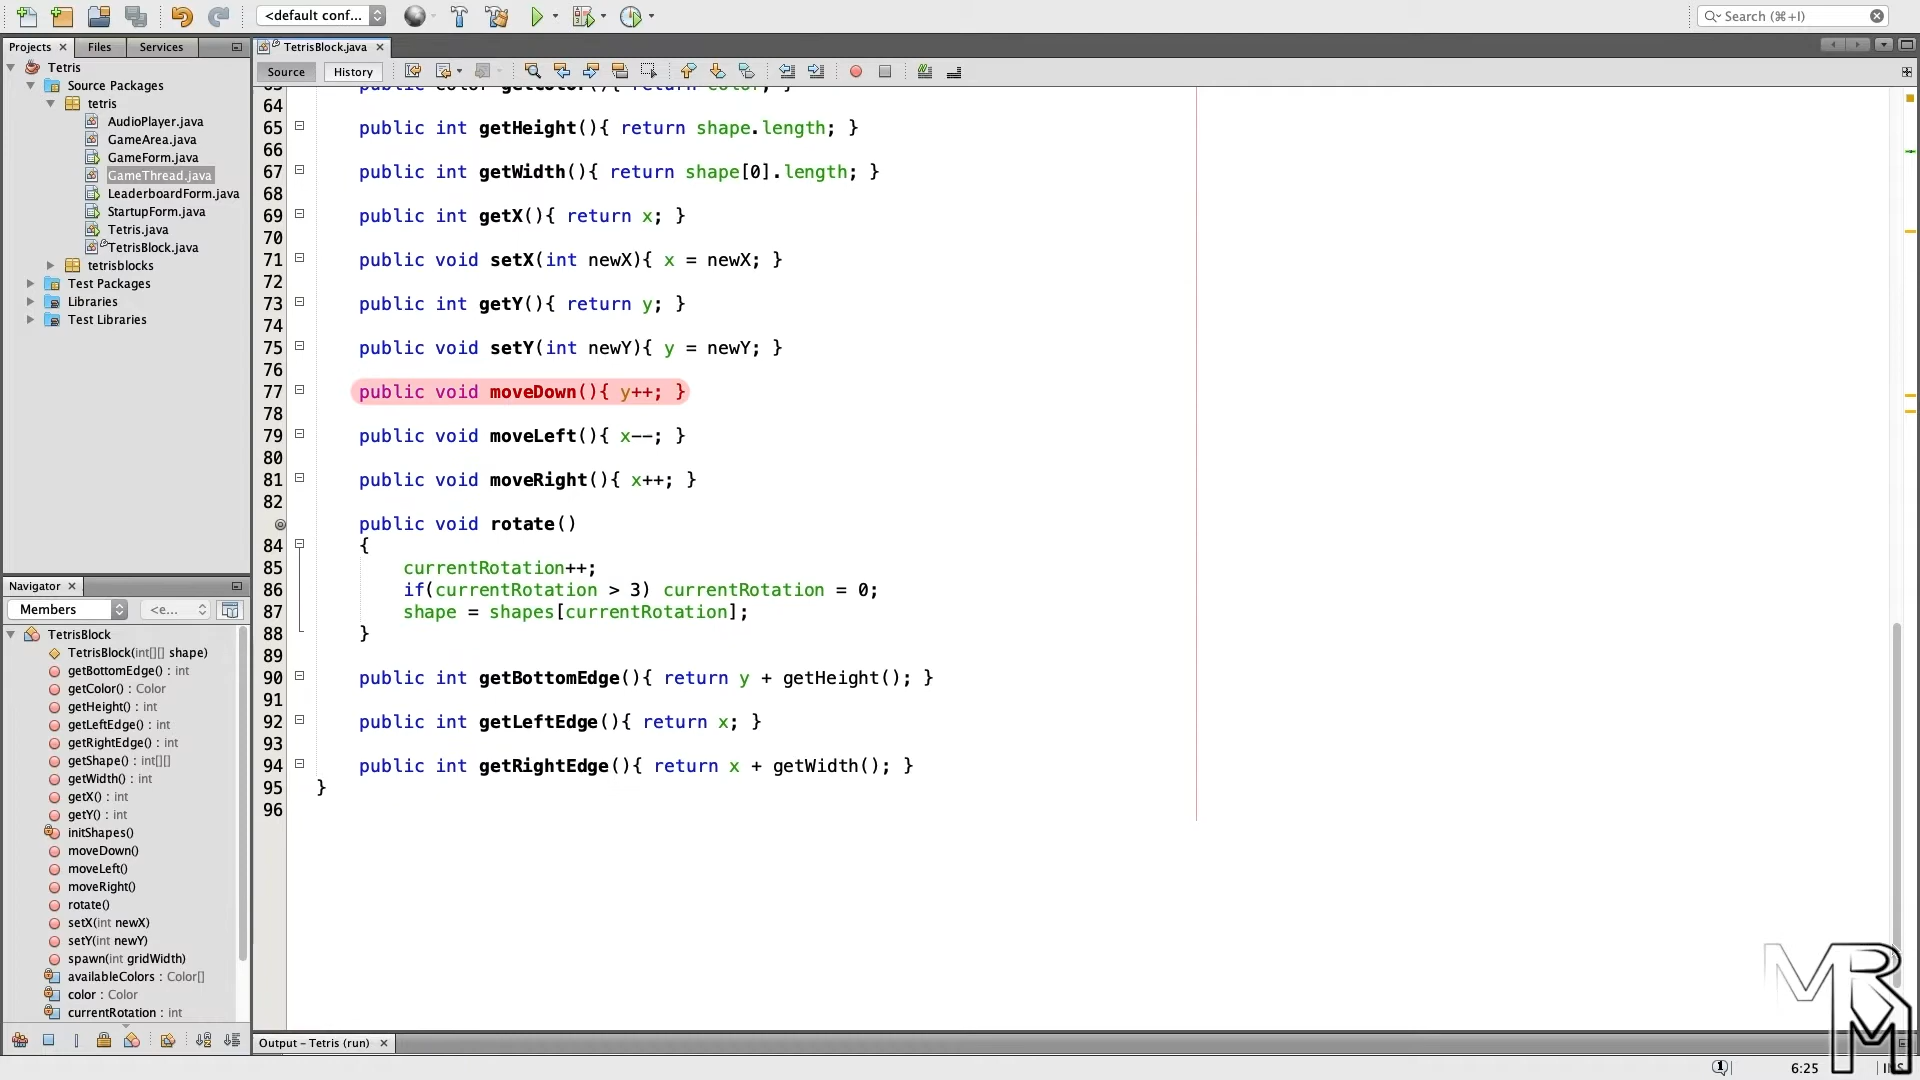 <default conf...
Search (⌘+I)
Projects
Files
Services
TetrisBlock.java
Source
History
Tetris
Source Packages
tetris
AudioPlayer.java
GameArea.java
GameForm.java
GameThread.java
LeaderboardForm.java
StartupForm.java
Tetris.java
TetrisBlock.java
tetrisblocks
Test Packages
Libraries
Test Libraries
Navigator
Members
<e...
TetrisBlock
TetrisBlock(int[][] shape)
getBottomEdge() : int
getColor() : Color
getHeight() : int
getLeftEdge() : int
getRightEdge() : int
getShape() : int[][]
getWidth() : int
getX() : int
getY() : int
initShapes()
moveDown()
moveLeft()
moveRight()
rotate()
setX(int newX)
setY(int newY)
spawn(int gridWidth)
availableColors : Color[]
color : Color
currentRotation : int
63 public Color getColor(){ return color; }
64
65 public int getHeight(){ return shape.length; }
66
67 public int getWidth(){ return shape[0].length; }
68
69 public int getX(){ return x; }
70
71 public void setX(int newX){ x = newX; }
72
73 public int getY(){ return y; }
74
75 public void setY(int newY){ y = newY; }
76
77 public void moveDown(){ y++; }
78
79 public void moveLeft(){ x--; }
80
81 public void moveRight(){ x++; }
82
public void rotate()
84 {
85 currentRotation++;
86 if(currentRotation > 3) currentRotation = 0;
87 shape = shapes[currentRotation];
88 }
89
90 public int getBottomEdge(){ return y + getHeight(); }
91
92 public int getLeftEdge(){ return x; }
93
94 public int getRightEdge(){ return x + getWidth(); }
95 }
96
Output – Tetris (run)
6:25